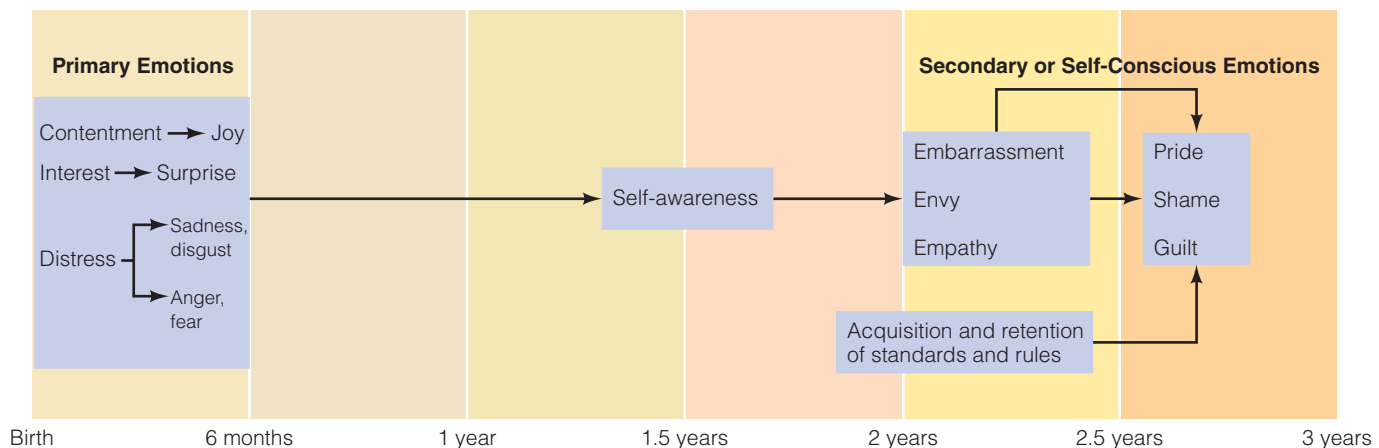 Primary Emotions
Contentment Joy
Interest Surprise
Distress
Sadness,
disgust
Anger,
fear
Self-awareness
Secondary or Self-Conscious Emotions
Embarrassment
Envy
Empathy
Pride
Shame
Guilt
Acquisition and retention
of standards and rules
Birth 6 months 1 year 1.5 years 2 years 2.5 years 3 years